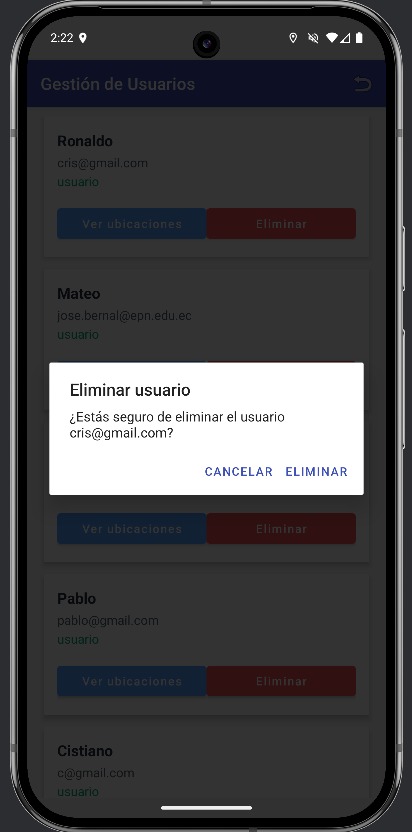 2:22
Gestión de Usuarios
Ronaldo
cris@gmail.com
usuario
Ver ubicaciones Eliminar
Mateo
jose.bernal@epn.edu.ec
usuario
Eliminar usuario
¿Estás seguro de eliminar el usuario
cris@gmail.com?
CANCELAR ELIMINAR
Ver ubicaciones Eliminar
Pablo
pablo@gmail.com
usuario
Ver ubicaciones Eliminar
Cistiano
c@gmail.com
usuario